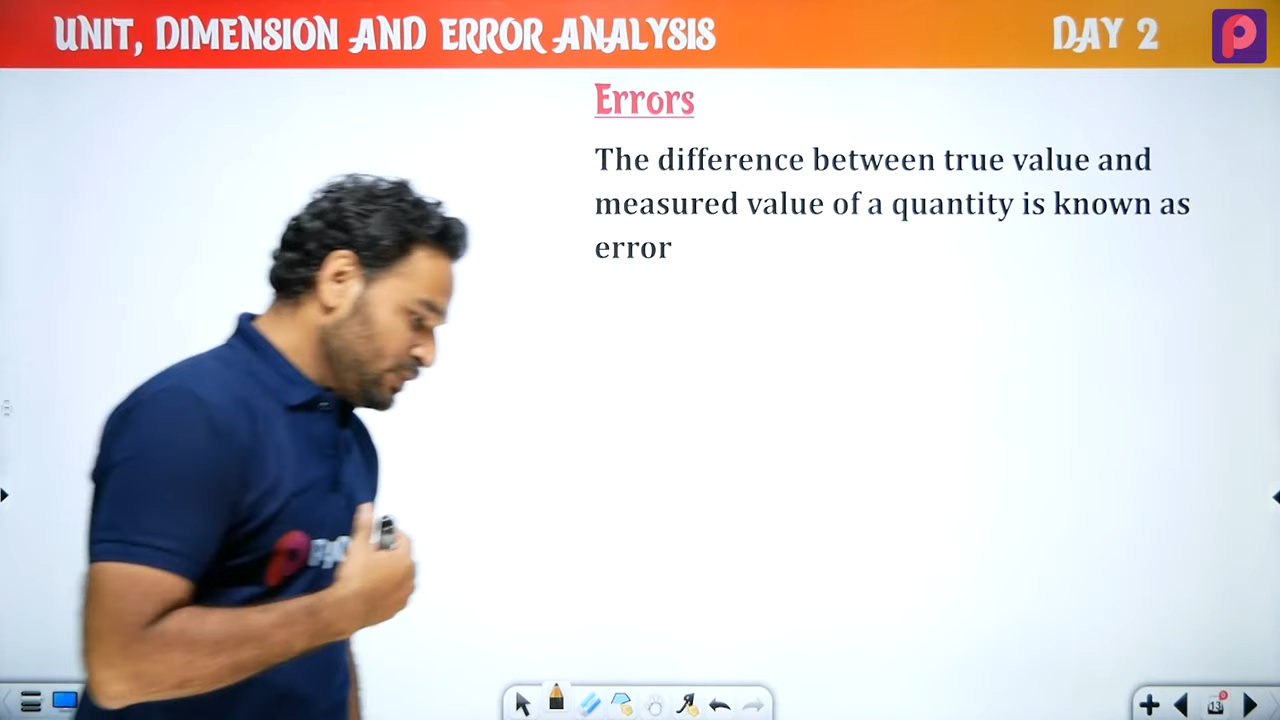 UNIT, DIMENSION AND ERROR ANALYSIS
DAY 2
Errors
The difference between true value and
measured value of a quantity is known as
error
13